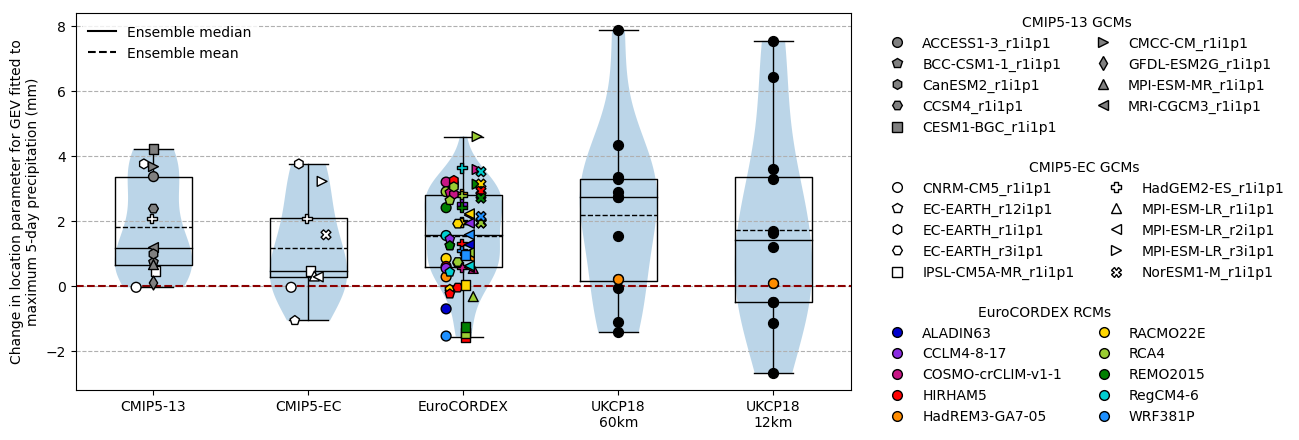 Change in location parameter for GEV fitted to
maximum 5-day precipitation (mm)
8
6
4
2
0
−2
Ensemble median
Ensemble mean
CMIP5-13
CMIP5-EC
EuroCORDEX
UKCP18
60km
UKCP18
12km
CMIP5-13 GCMs
ACCESS1-3_r1i1p1
BCC-CSM1-1_r1i1p1
CanESM2_r1i1p1
CCSM4_r1i1p1
CESM1-BGC_r1i1p1
CMCC-CM_r1i1p1
GFDL-ESM2G_r1i1p1
MPI-ESM-MR_r1i1p1
MRI-CGCM3_r1i1p1
CMIP5-EC GCMs
CNRM-CM5_r1i1p1
EC-EARTH_r12i1p1
EC-EARTH_r1i1p1
EC-EARTH_r3i1p1
IPSL-CM5A-MR_r1i1p1
HadGEM2-ES_r1i1p1
MPI-ESM-LR_r1i1p1
MPI-ESM-LR_r2i1p1
MPI-ESM-LR_r3i1p1
NorESM1-M_r1i1p1
EuroCORDEX RCMs
ALADIN63
CCLM4-8-17
COSMO-crCLIM-v1-1
HIRHAM5
HadREM3-GA7-05
RACMO22E
RCA4
REMO2015
RegCM4-6
WRF381P